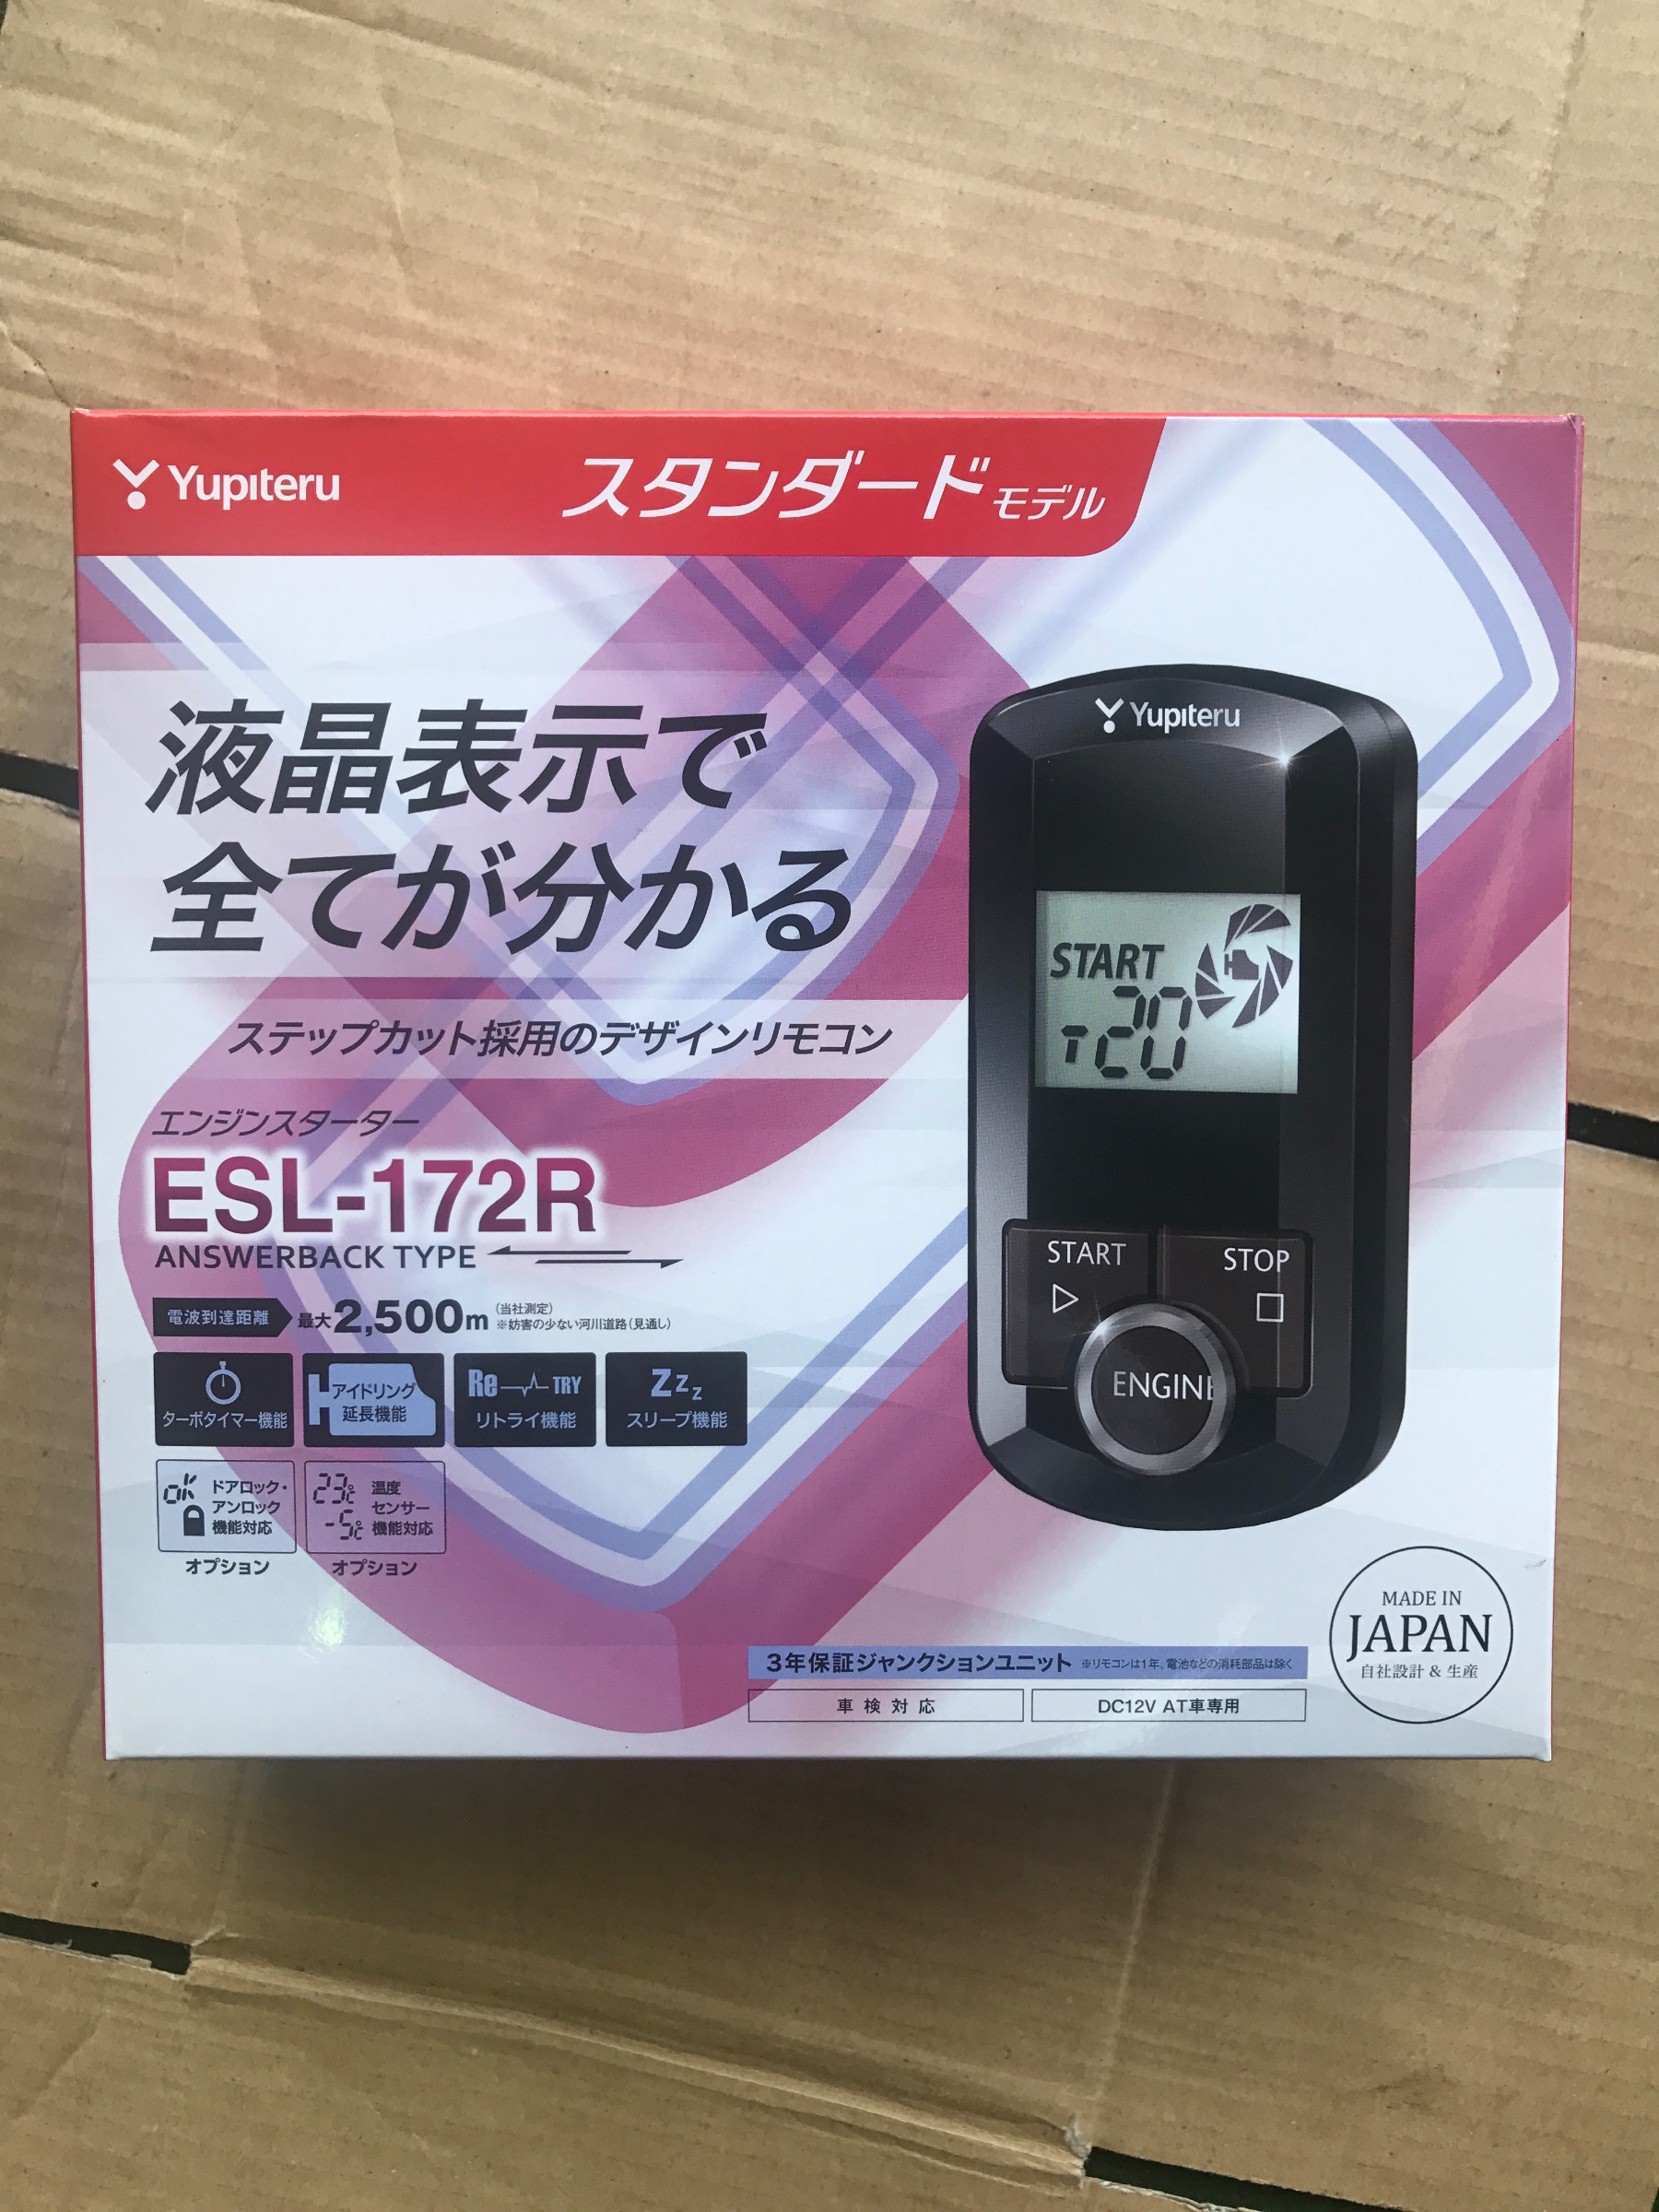 Yupiteru スタンダードモデル
液晶表示で
全てが分かる
ステップカット採用のデザインリモコン
エンジンスターター
ESL-172R
ANSWERBACK TYPE
電波到達距離 最大2,500m (当社測定)
※妨害の少ない河川道路(見通し)
ターボタイマー機能
アイドリング
延長機能
Re TRY
リトライ機能
Zzz
スリープ機能
OK ドアロック・
アンロック
機能対応
オプション
23℃ 温度
センサー
-5℃ 機能対応
オプション
Yupiteru
START
T20
START STOP
ENGINE
3年保証ジャンクションユニット ※リモコンは1年、電池などの消耗部品は除く
車検対応
DC12V AT車専用
MADE IN
JAPAN
自社設計 & 生産